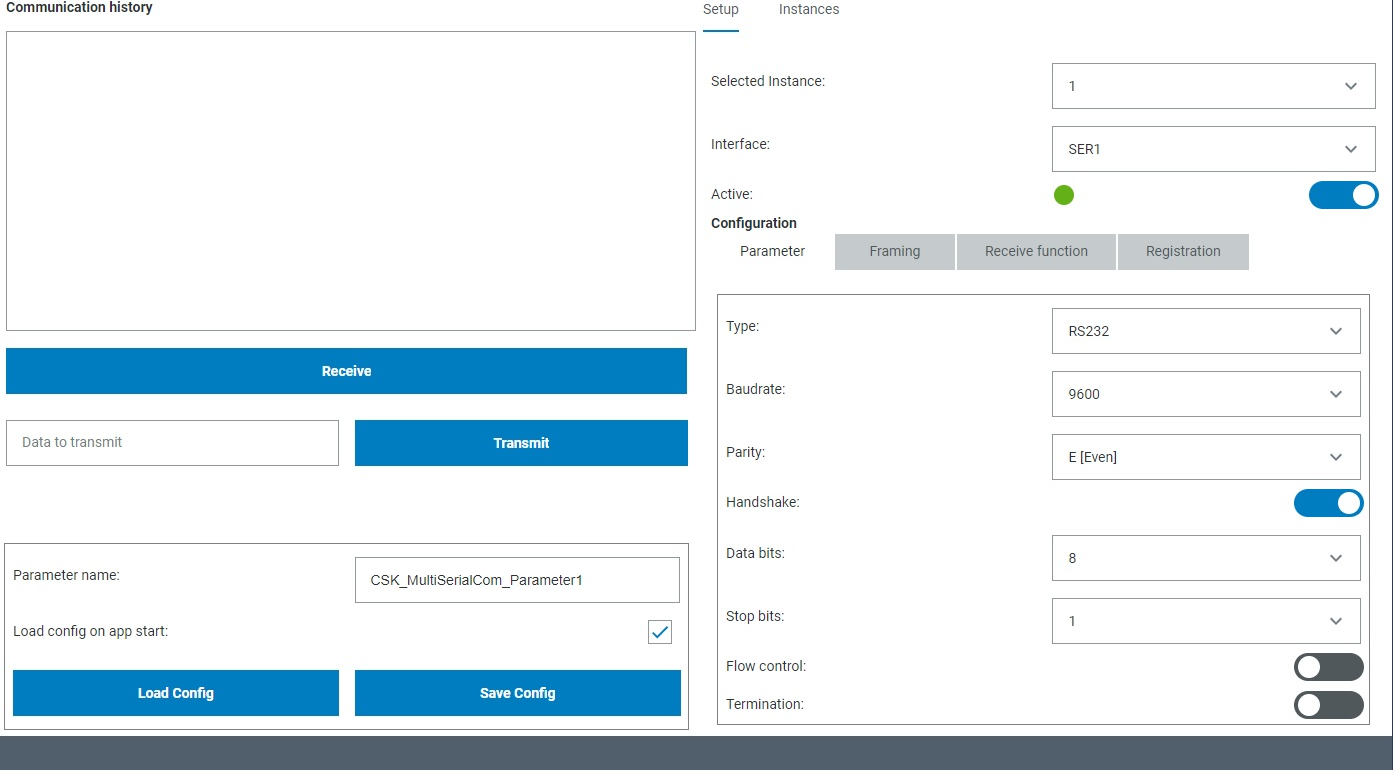 Communication history
Receive
Data to transmit
Transmit
Parameter name:
CSK_MultiSerialCom_Parameter1
Load config on app start:
Load Config
Save Config
Setup
Instances
Selected Instance:
1
Interface:
SER1
Active:
Configuration
Parameter
Framing
Receive function
Registration
Type:
RS232
Baudrate:
9600
Parity:
E [Even]
Handshake:
Data bits:
8
Stop bits:
1
Flow control:
Termination: